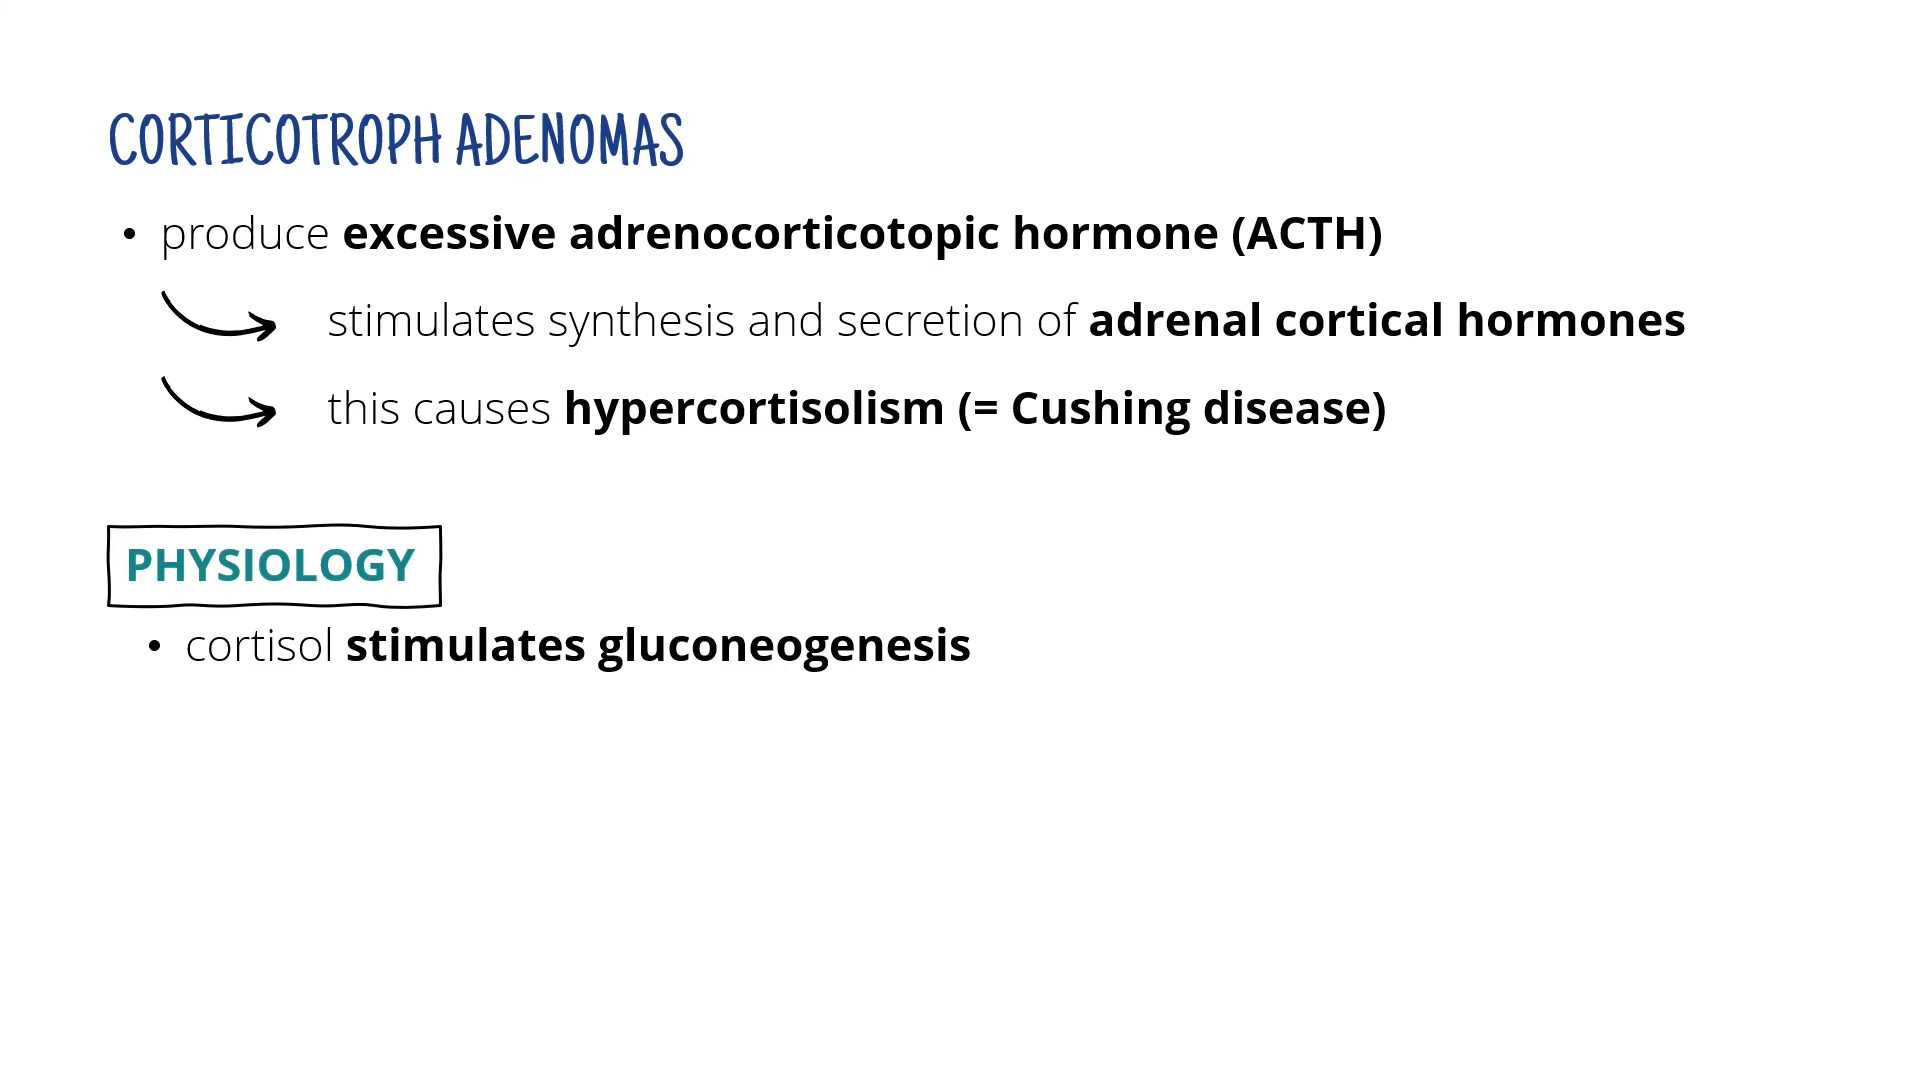 CORTICOTROPH ADENOMAS
• produce excessive adrenocorticotopic hormone (ACTH)
stimulates synthesis and secretion of adrenal cortical hormones
this causes hypercortisolism (= Cushing disease)
PHYSIOLOGY
• cortisol stimulates gluconeogenesis